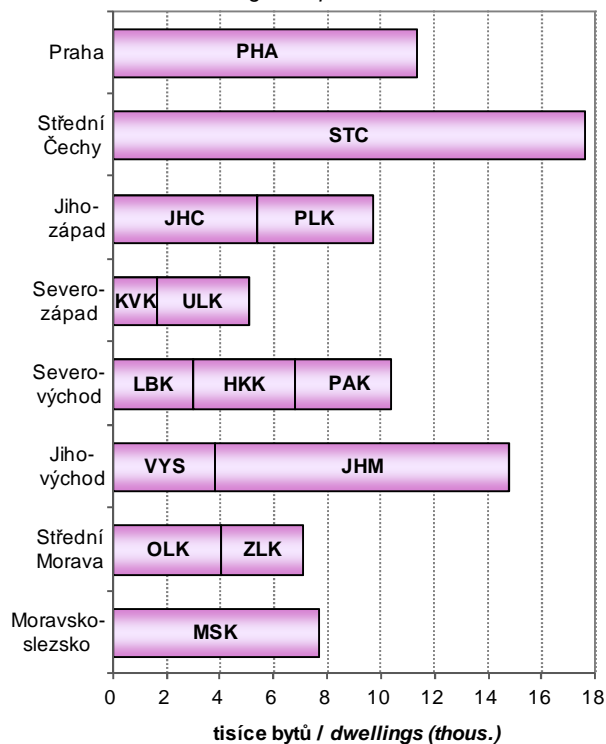 Praha
PHA
Střední
Čechy
STC
Jiho-
západ
JHC PLK
Severo-
západ
KVK ULK
Severo-
východ
LBK HKK PAK
Jiho-
východ
VYS JHM
Střední
Morava
OLK ZLK
Moravsko-
slezsko
MSK
0 2 4 6 8 10 12 14 16 18
tisíce bytů / dwellings (thous.)